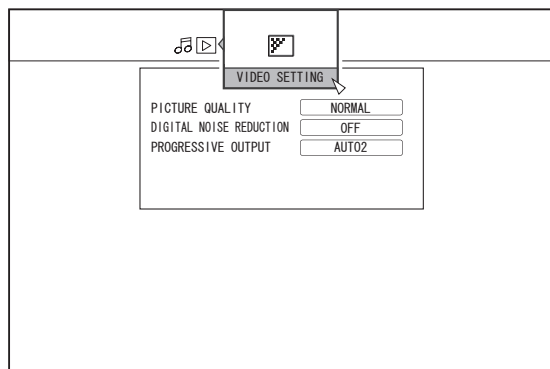 VIDEO SETTING
PICTURE QUALITY NORMAL
DIGITAL NOISE REDUCTION OFF
PROGRESSIVE OUTPUT AUTO2